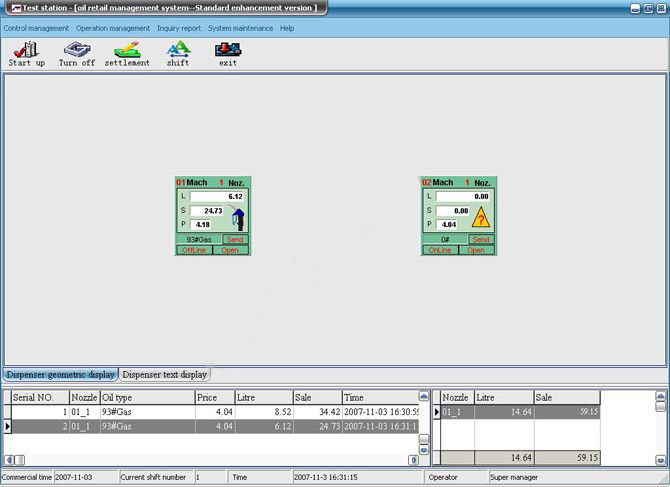 Test station - [oil retail management system--Standard enhancement version ]
Control management Operation management Inquiry report System maintenance Help
Start up Turn off settlement shift exit
01 Mach 1 Noz.
L 6.12
S 24.73
P 4.18
93#Gas Send
OffLine Open
02 Mach 1 Noz.
L 0.00
S 0.00
P 4.04
?
0# Send
OnLine Open
Dispenser geometric display Dispenser text display
Serial NO. Nozzle Oil type Price Litre Sale Time
1 01_1 93#Gas 4.04 8.52 34.42 2007-11-03 16:30:59
2 01_1 93#Gas 4.04 6.12 24.73 2007-11-03 16:31:1
Nozzle Litre Sale
01_1 14.64 59.15
14.64 59.15
Commercial time 2007-11-03 Current shift number 1 Time 2007-11-3 16:31:15 Operator Super manager